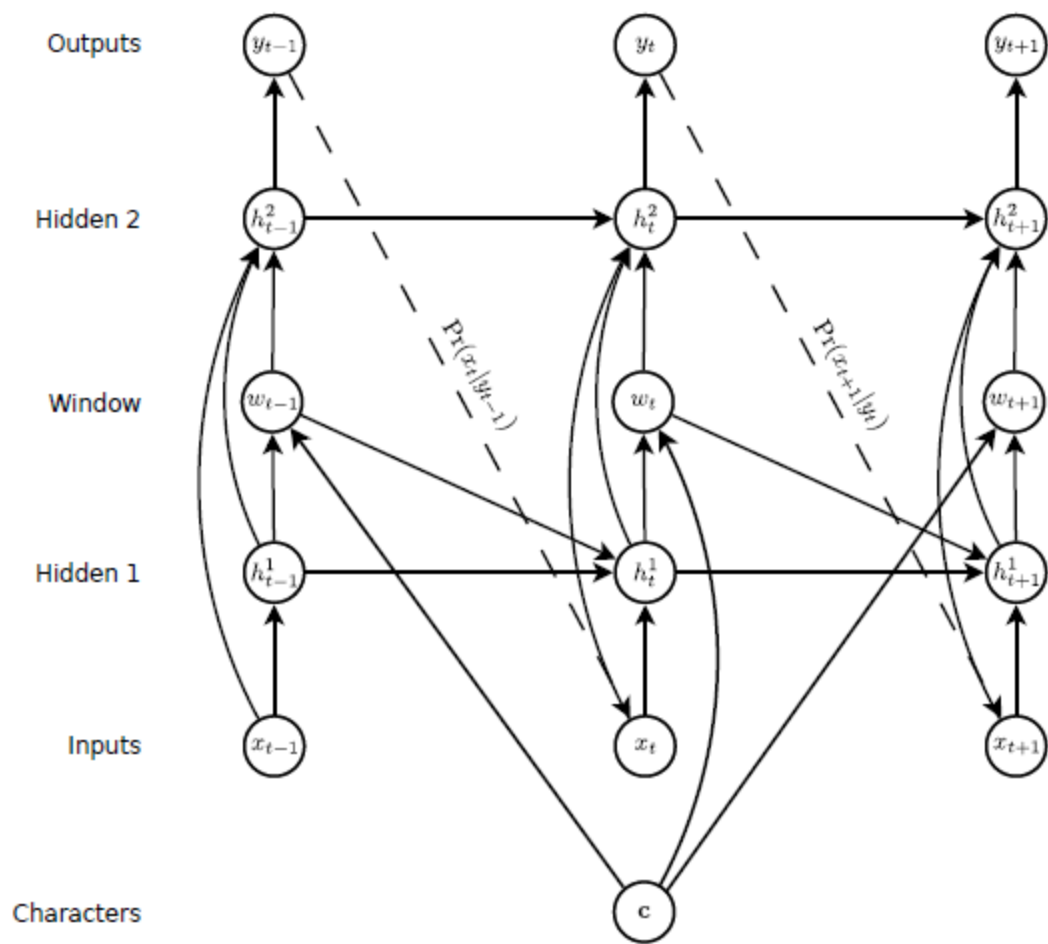 Outputs
y_{t-1}
y_t
y_{t+1}
Hidden 2
h^2_{t-1}
h^2_t
h^2_{t+1}
Pr(x_t|y_{t-1})
Pr(x_{t+1}|y_t)
Window
w_{t-1}
w_t
w_{t+1}
Hidden 1
h^1_{t-1}
h^1_t
h^1_{t+1}
Inputs
x_{t-1}
x_t
x_{t+1}
Characters
c